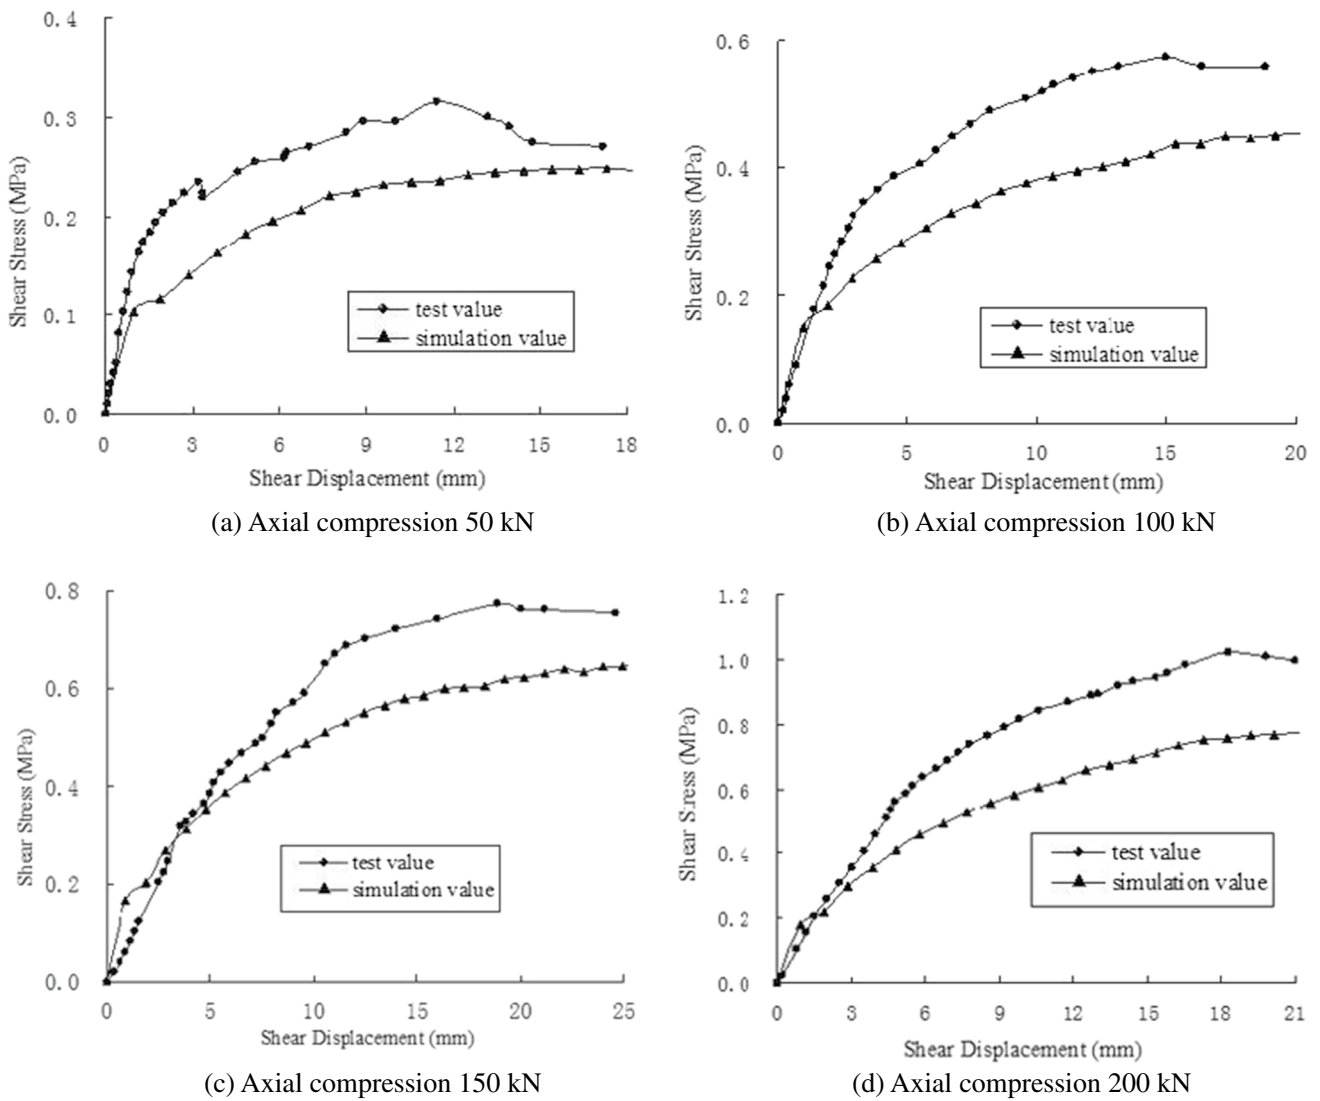 0.4
0.3
0.2
0.1
0.0
Shear Stress (MPa)
test value
simulation value
0 3 6 9 12 15 18
Shear Displacement (mm)
(a) Axial compression 50 kN
0.6
0.4
0.2
0.0
Shear Stress (MPa)
test value
simulation value
0 5 10 15 20
Shear Displacement (mm)
(b) Axial compression 100 kN
0.8
0.6
0.4
0.2
0.0
Shear Stress (MPa)
test value
simulation value
0 5 10 15 20 25
Shear Displacement (mm)
(c) Axial compression 150 kN
1.2
1.0
0.8
0.6
0.4
0.2
0.0
Shear Stress (MPa)
test value
simulation value
0 3 6 9 12 15 18 21
Shear Displacement (mm)
(d) Axial compression 200 kN